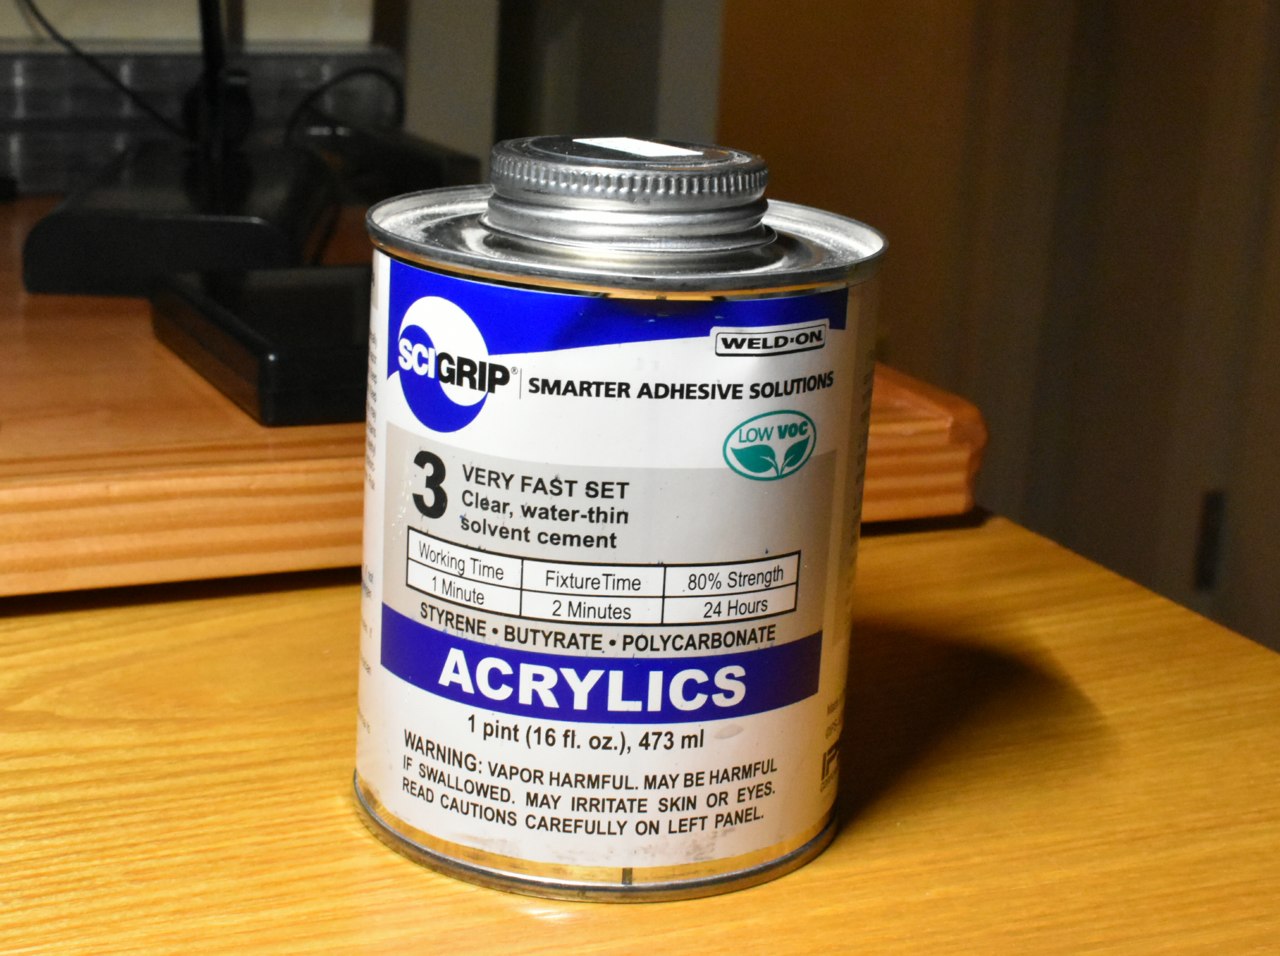 SCIGRIP®
SMARTER ADHESIVE SOLUTIONS
WELD-ON
LOW VOC
3
VERY FAST SET
Clear, water-thin
solvent cement
Working Time FixtureTime 80% Strength
1 Minute 2 Minutes 24 Hours
STYRENE • BUTYRATE • POLYCARBONATE
ACRYLICS
1 pint (16 fl. oz.), 473 ml
WARNING: VAPOR HARMFUL. MAY BE HARMFUL
IF SWALLOWED. MAY IRRITATE SKIN OR EYES.
READ CAUTIONS CAREFULLY ON LEFT PANEL.